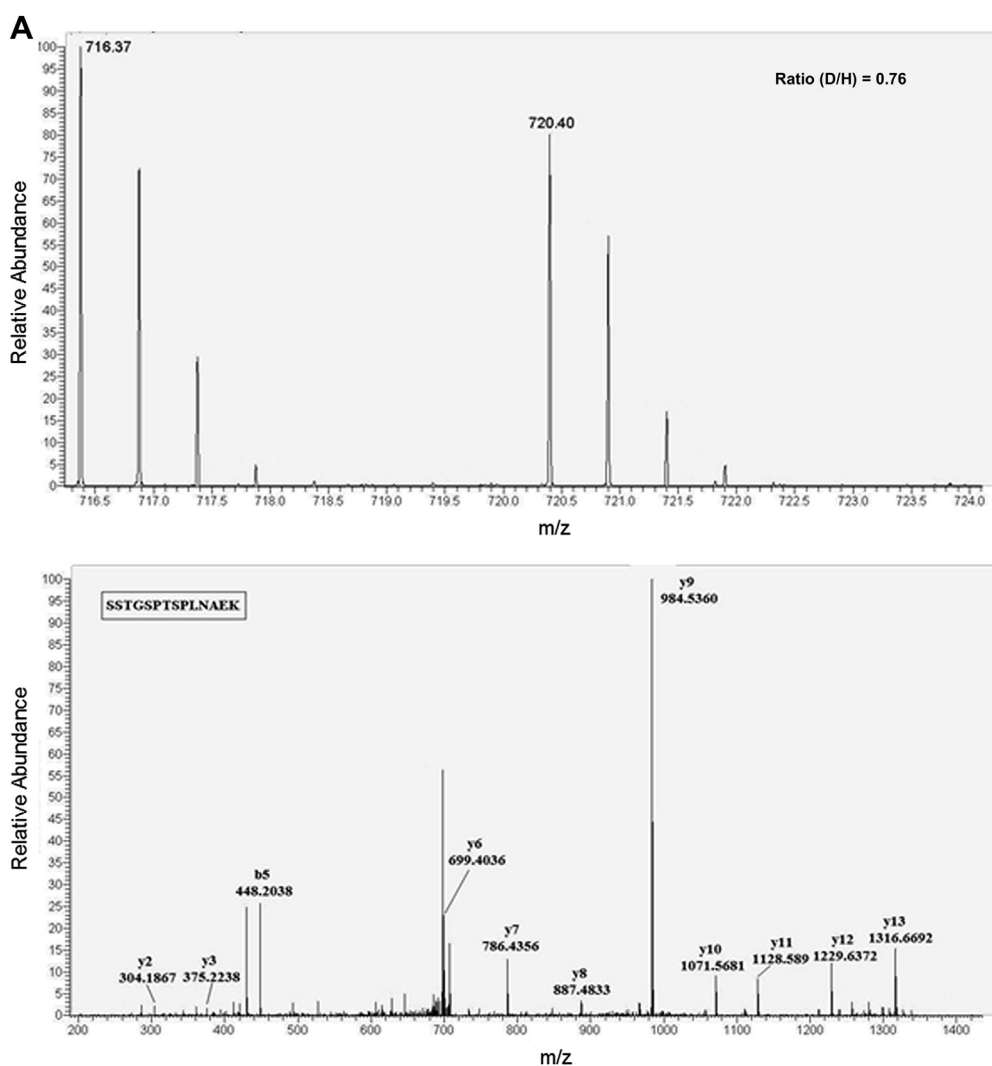 A
716.37
Ratio (D/H) = 0.76
720.40
Relative Abundance
100
95
90
85
80
75
70
65
60
55
50
45
40
35
30
25
20
15
10
5
0
716.5 717.0 717.5 718.0 718.5 719.0 719.5 720.0 720.5 721.0 721.5 722.0 722.5 723.0 723.5 724.0
m/z
SSTGSPTSPLNAEK
y9
984.5360
y6
699.4036
b5
448.2038
y7
786.4356
y2
304.1867
y3
375.2238
y8
887.4833
y10
1071.5681
y11
1128.589
y12
1229.6372
y13
1316.6692
Relative Abundance
100
95
90
85
80
75
70
65
60
55
50
45
40
35
30
25
20
15
10
5
0
200 300 400 500 600 700 800 900 1000 1100 1200 1300 1400
m/z